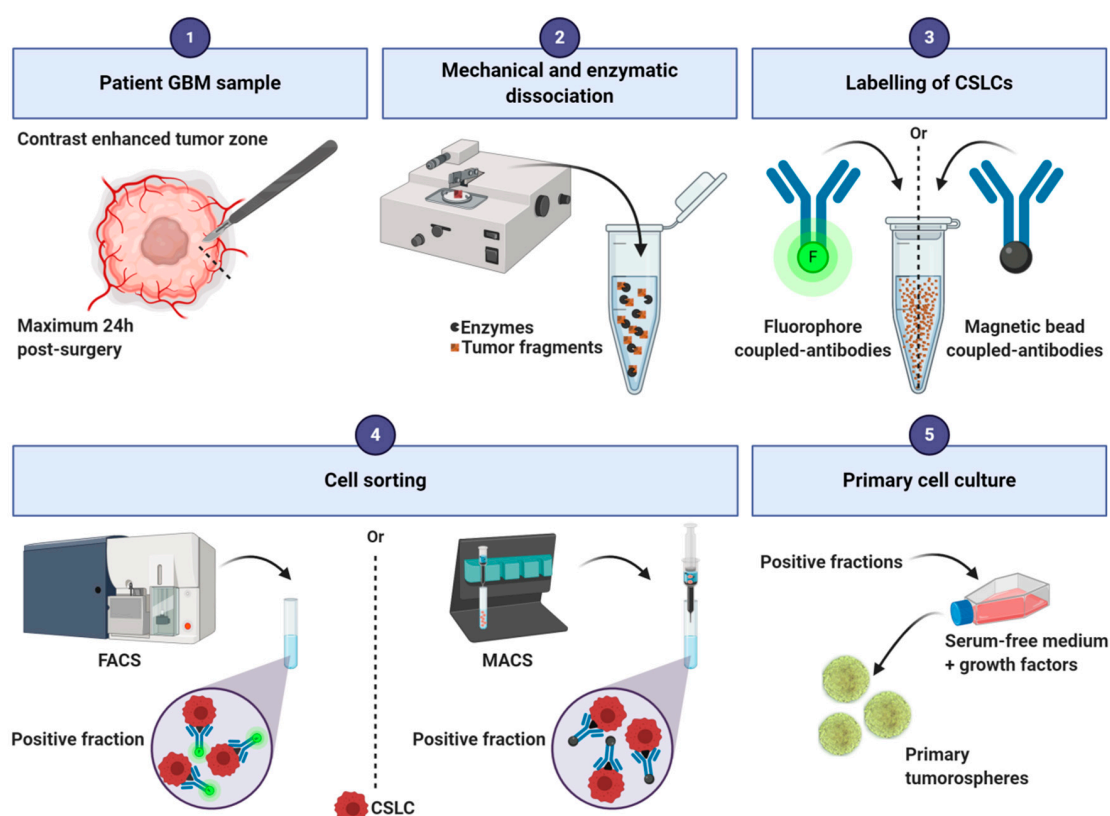 1
Patient GBM sample
Contrast enhanced tumor zone
Maximum 24h
post-surgery
2
Mechanical and enzymatic
dissociation
Enzymes
Tumor fragments
3
Labelling of CSLCs
Or
F
Fluorophore
coupled-antibodies
Magnetic bead
coupled-antibodies
4
Cell sorting
FACS
Positive fraction
Or
CSLC
MACS
Positive fraction
5
Primary cell culture
Positive fractions
Serum-free medium
+ growth factors
Primary
tumorospheres